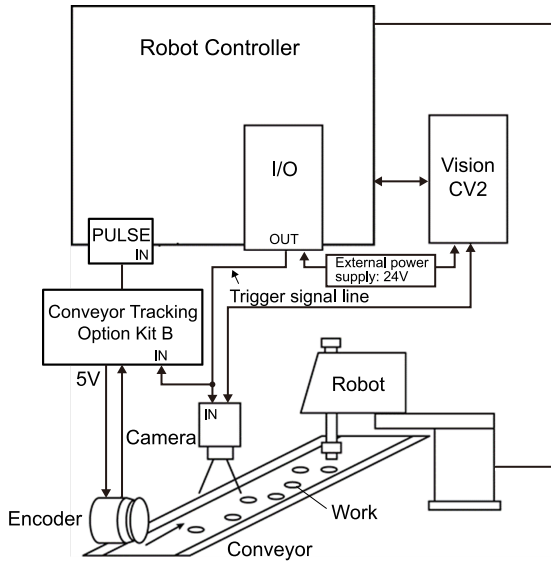 Robot Controller
I/O
Vision
CV2
PULSE
IN
OUT
External power
supply: 24V
Trigger signal line
Conveyor Tracking
Option Kit B
IN
5V
Robot
IN
Camera
Work
Encoder
Conveyor